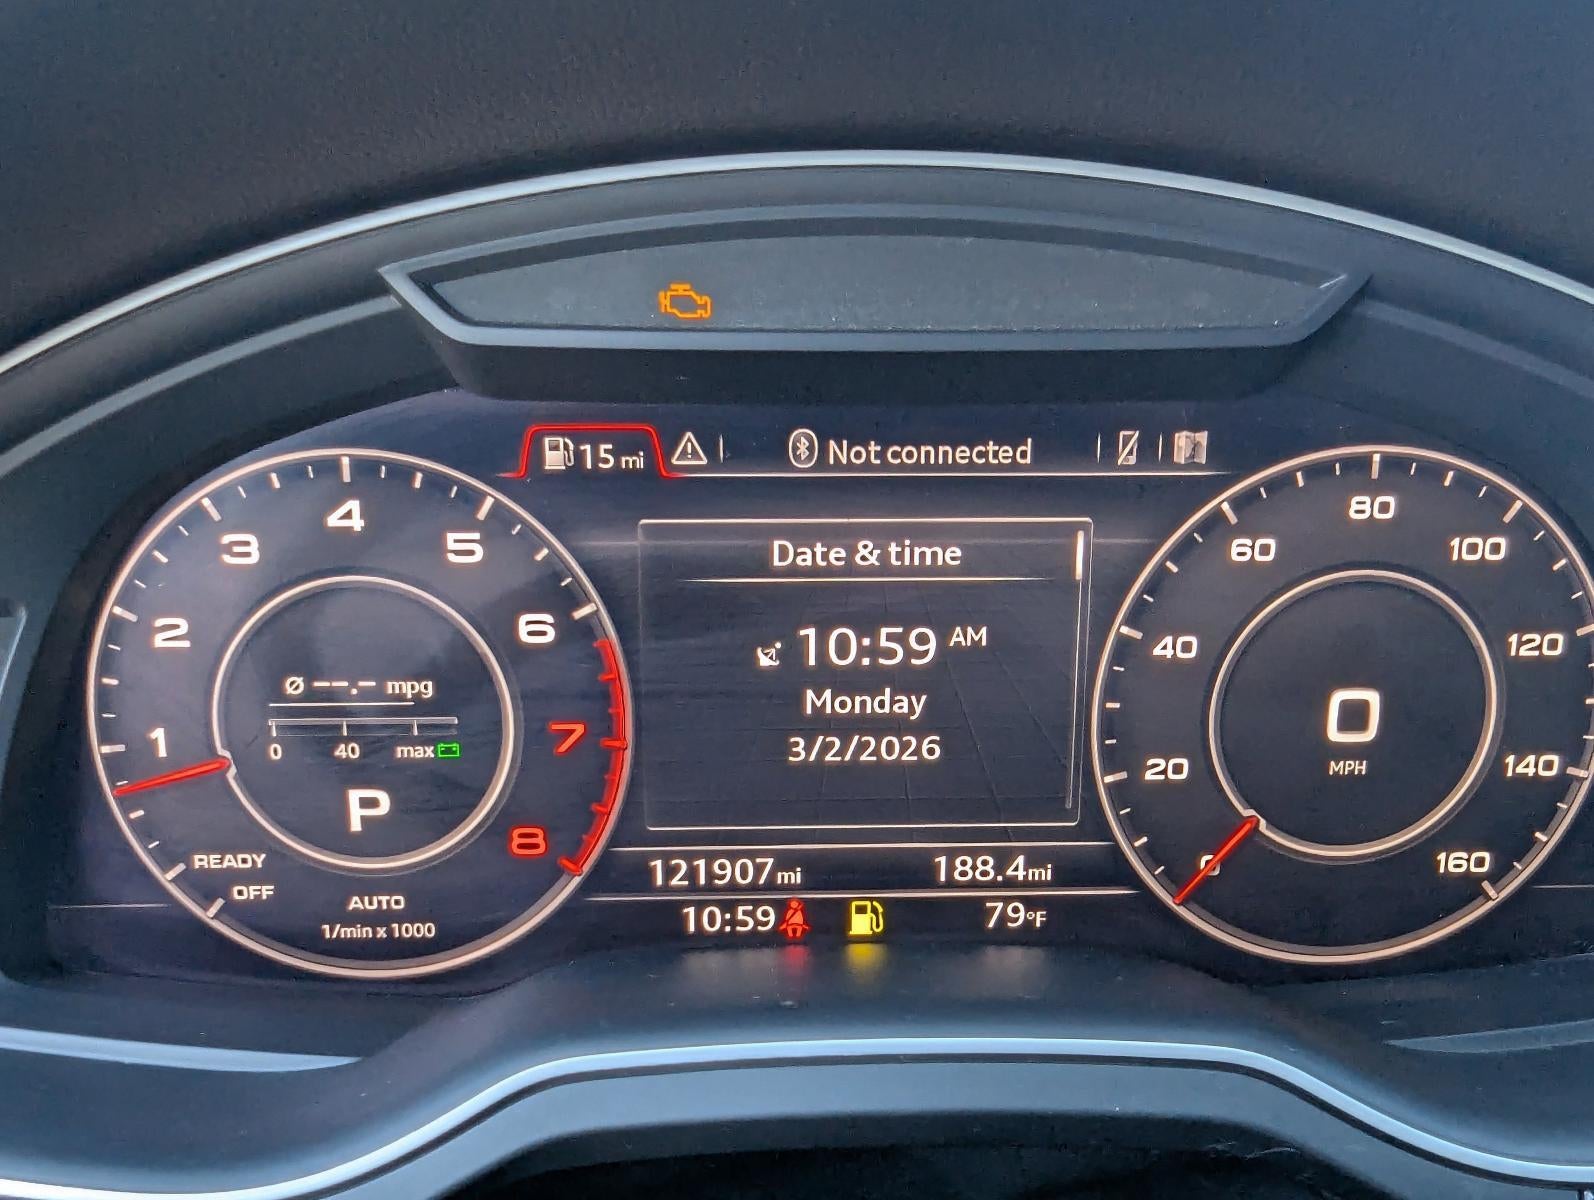 15 mi
Not connected
Date & time
10:59 AM
Monday
3/2/2026
1 2 3 4 5 6 7 8
Ø --.- mpg
0 40 max
P
READY
OFF
AUTO
1/min x 1000
0 20 40 60 80 100 120 140 160
0
MPH
121907 mi 188.4 mi
10:59 79°F